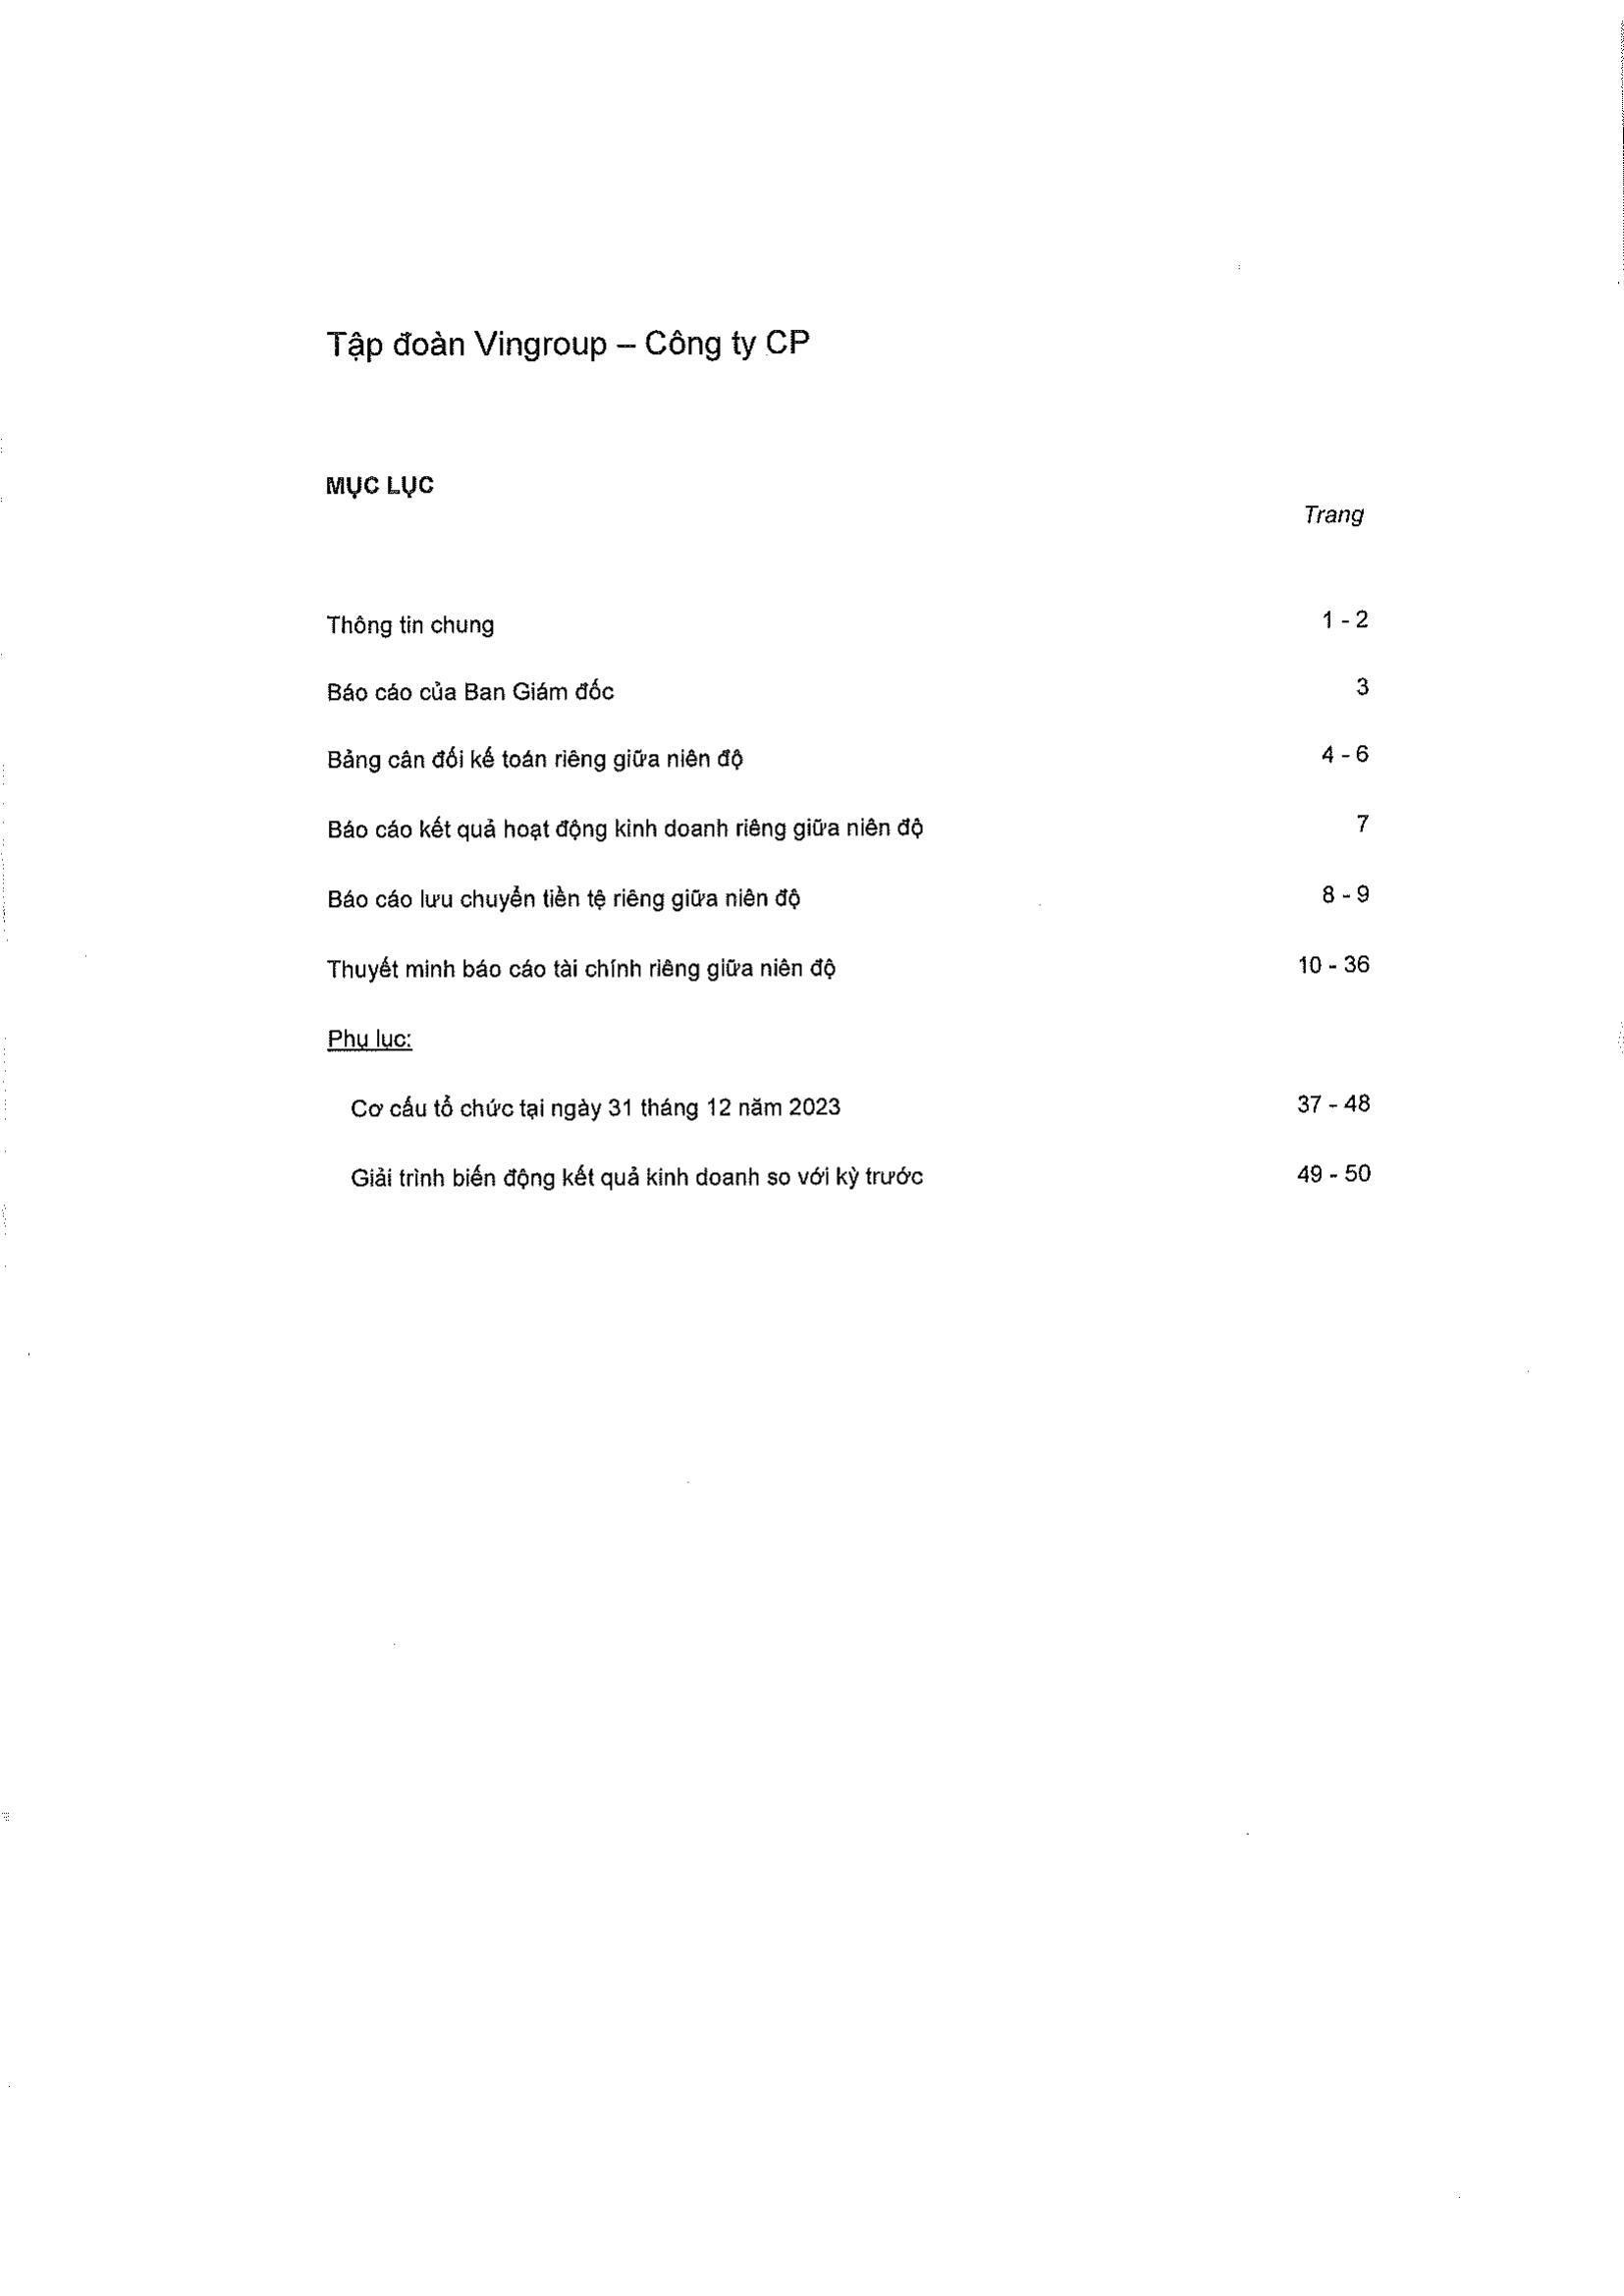 Tập đoàn Vingroup – Công ty CP
MỤC LỤC
Trang
Thông tin chung 1 - 2
Báo cáo của Ban Giám đốc 3
Bảng cân đối kế toán riêng giữa niên độ 4 - 6
Báo cáo kết quả hoạt động kinh doanh riêng giữa niên độ 7
Báo cáo lưu chuyển tiền tệ riêng giữa niên độ 8 - 9
Thuyết minh báo cáo tài chính riêng giữa niên độ 10 - 36
Phụ lục:
Cơ cấu tổ chức tại ngày 31 tháng 12 năm 2023 37 - 48
Giải trình biến động kết quả kinh doanh so với kỳ trước 49 - 50